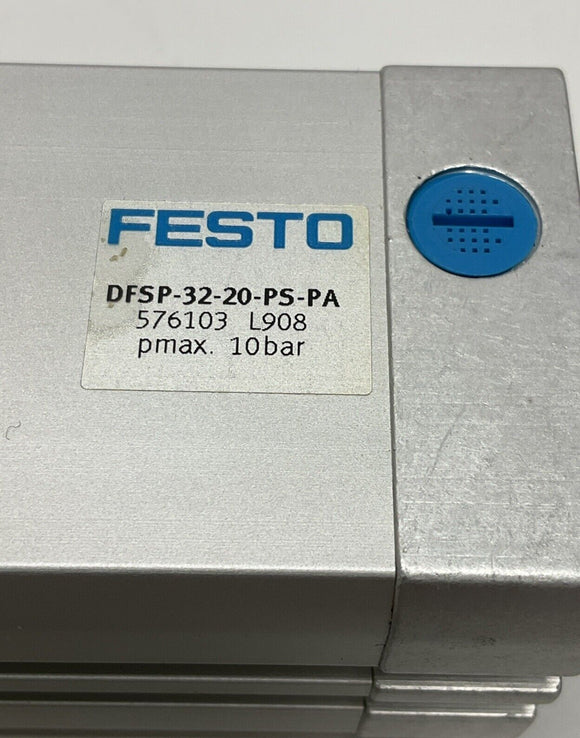 FESTO
DFSP-32-20-PS-PA
576103 L908
pmax. 10bar